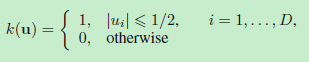 k(u) = { 1, |u_i| ⩽ 1/2, i = 1, . . . , D,
0, otherwise